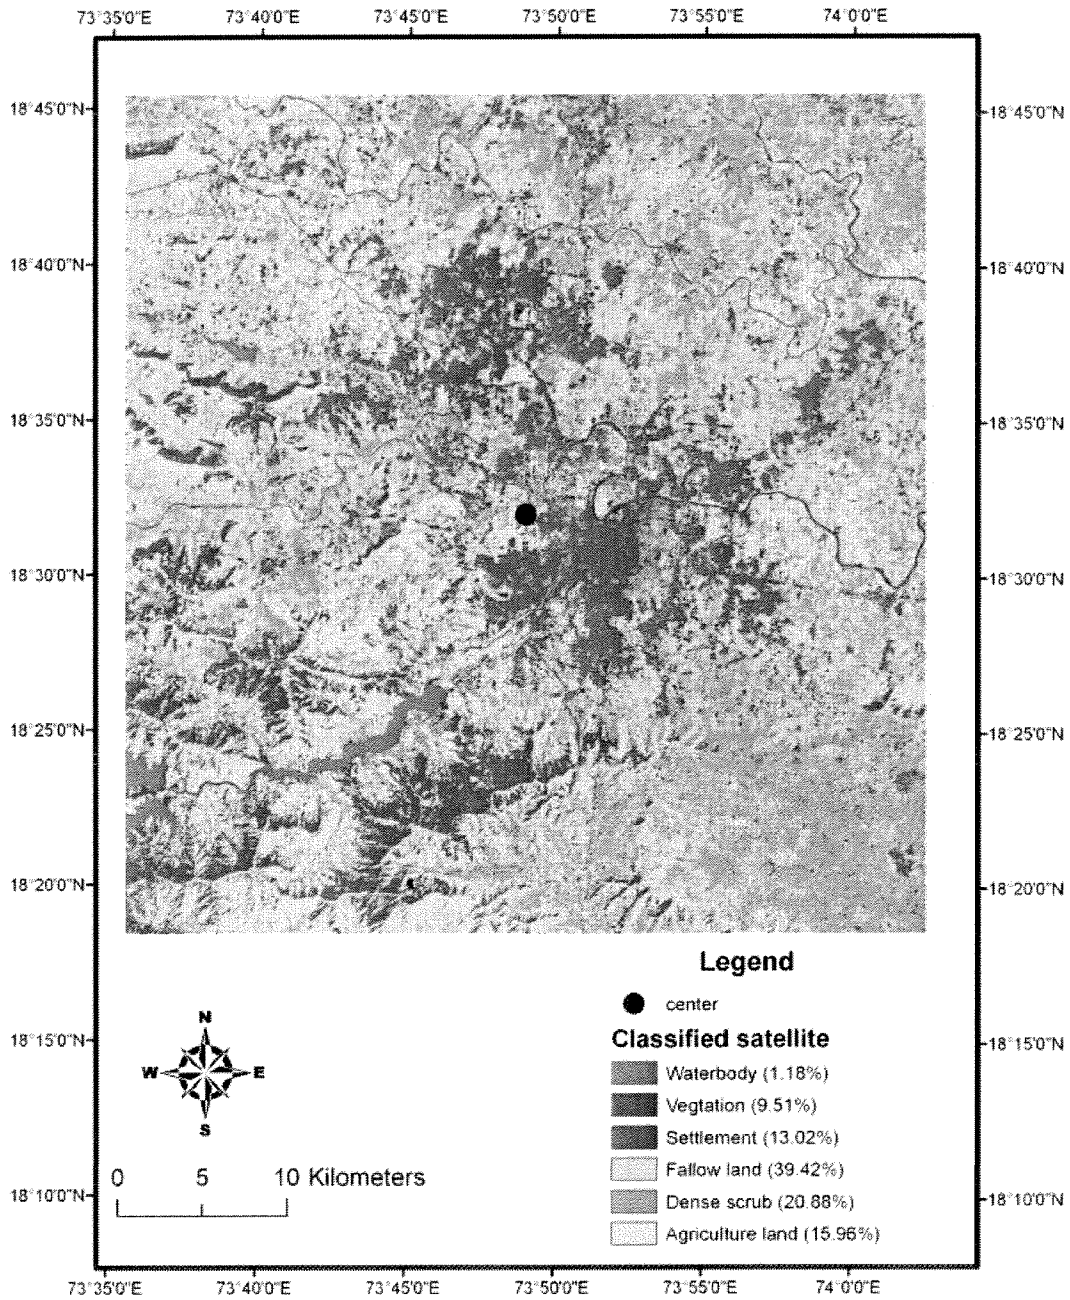 73°35'0"E 73°40'0"E 73°45'0"E 73°50'0"E 73°55'0"E 74°0'0"E
18°45'0"N 18°45'0"N
18°40'0"N 18°40'0"N
18°35'0"N 18°35'0"N
18°30'0"N 18°30'0"N
18°25'0"N 18°25'0"N
18°20'0"N 18°20'0"N
Legend
center
N
Classified satellite
18°15'0"N 18°15'0"N
W E
Waterbody (1.18%)
Vegtation (9.51%)
S
Settlement (13.02%)
Fallow land (39.42%)
0 5 10 Kilometers
18°10'0"N 18°10'0"N
Dense scrub (20.88%)
Agriculture land (15.96%)
73°35'0"E 73°40'0"E 73°45'0"E 73°50'0"E 73°55'0"E 74°0'0"E